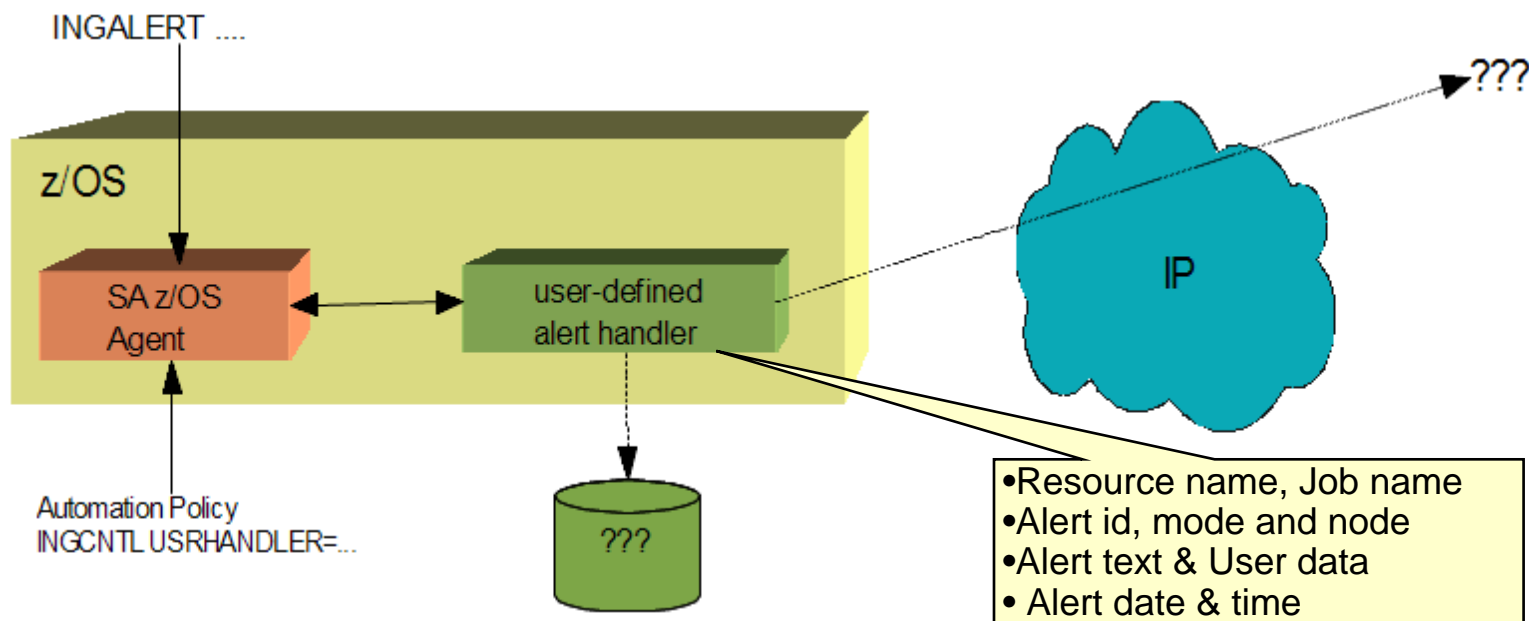 INGALERT ....
???
z/OS
SA z/OS
Agent
user-defined
alert handler
IP
Automation Policy
INGCNTL USRHANDLER=...
???
•Resource name, Job name
•Alert id, mode and node
•Alert text & User data
• Alert date & time